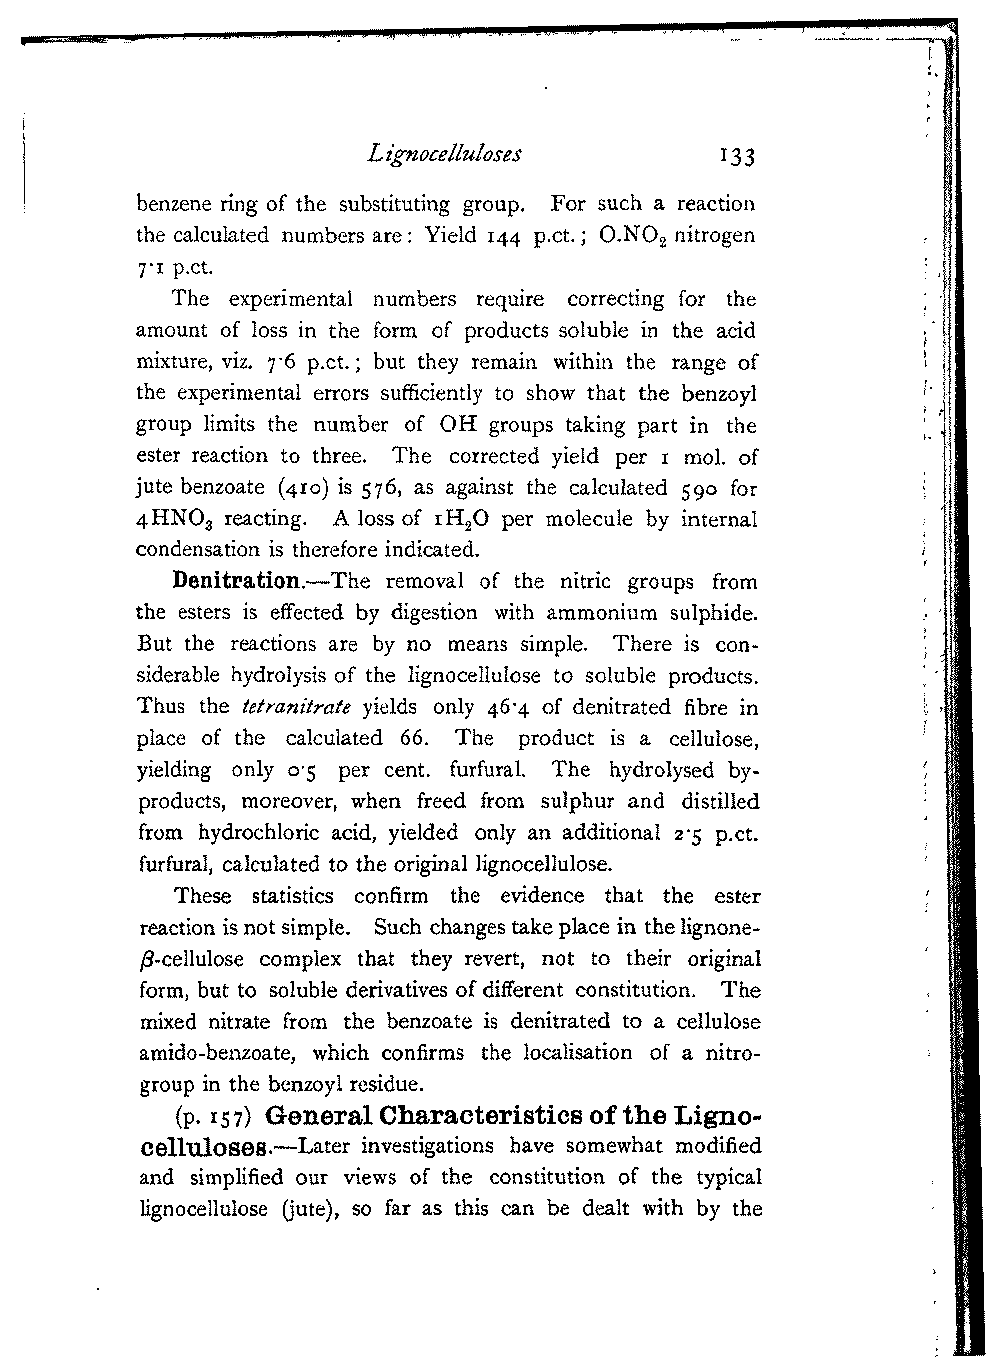 Lignocelluloses 133
benzene ring of the substituting group. For such a reaction
the calculated numbers are: Yield 144 p.ct.; O.NO₂ nitrogen
7·1 p.ct.
The experimental numbers require correcting for the
amount of loss in the form of products soluble in the acid
mixture, viz. 7·6 p.ct.; but they remain within the range of
the experimental errors sufficiently to show that the benzoyl
group limits the number of OH groups taking part in the
ester reaction to three. The corrected yield per 1 mol. of
jute benzoate (410) is 576, as against the calculated 590 for
4HNO₃ reacting. A loss of 1H₂O per molecule by internal
condensation is therefore indicated.
Denitration.—The removal of the nitric groups from
the esters is effected by digestion with ammonium sulphide.
But the reactions are by no means simple. There is con-
siderable hydrolysis of the lignocellulose to soluble products.
Thus the tetranitrate yields only 46·4 of denitrated fibre in
place of the calculated 66. The product is a cellulose,
yielding only 0·5 per cent. furfural. The hydrolysed by-
products, moreover, when freed from sulphur and distilled
from hydrochloric acid, yielded only an additional 2·5 p.ct.
furfural, calculated to the original lignocellulose.
These statistics confirm the evidence that the ester
reaction is not simple. Such changes take place in the lignone-
β-cellulose complex that they revert, not to their original
form, but to soluble derivatives of different constitution. The
mixed nitrate from the benzoate is denitrated to a cellulose
amido-benzoate, which confirms the localisation of a nitro-
group in the benzoyl residue.
(p. 157) General Characteristics of the Ligno-
celluloses.—Later investigations have somewhat modified
and simplified our views of the constitution of the typical
lignocellulose (jute), so far as this can be dealt with by the